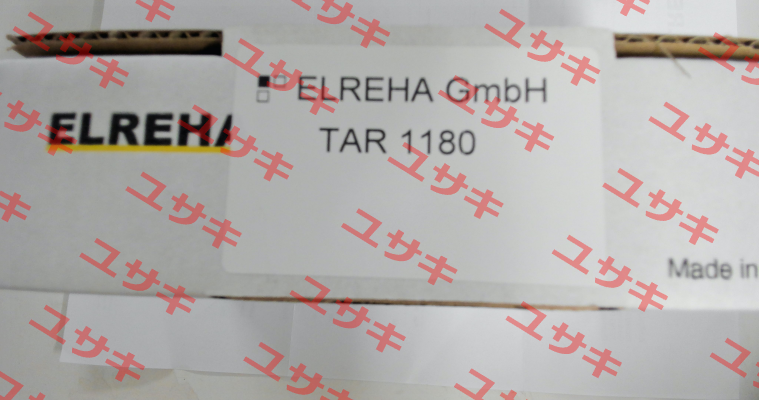 ELREHA GmbH
TAR 1180
ELREHA
Made in
ユサキ